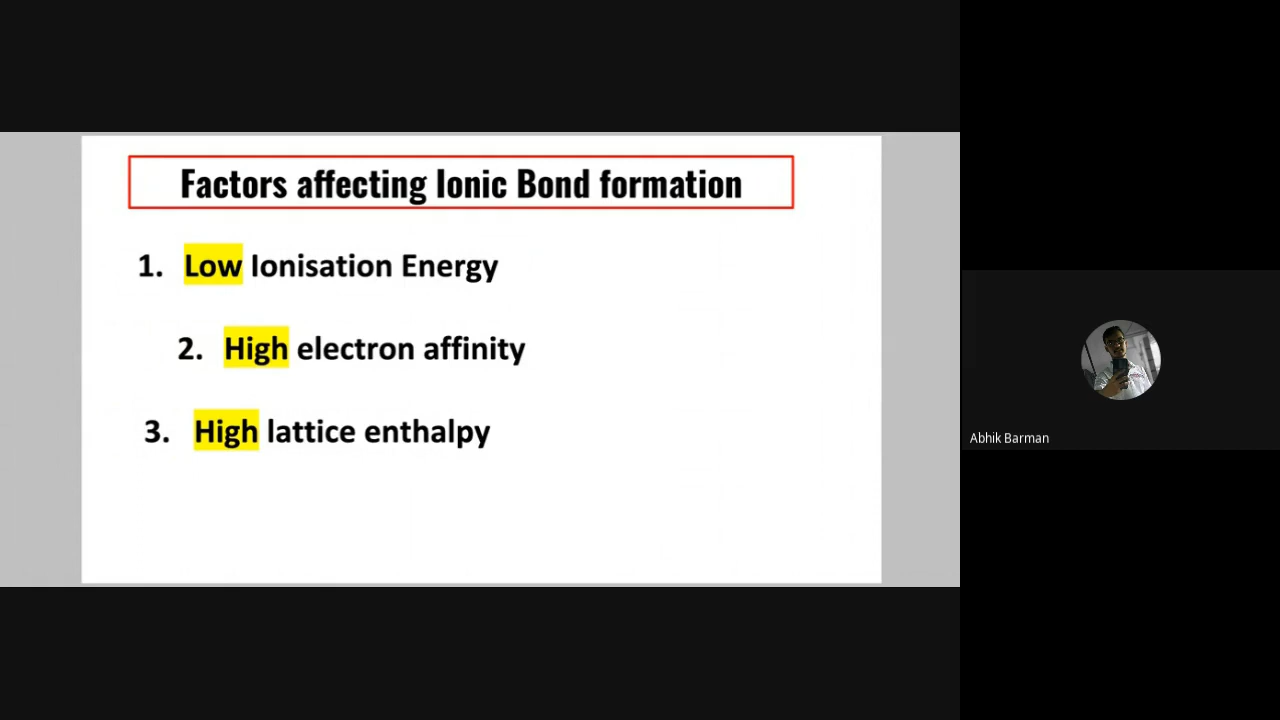 Factors affecting Ionic Bond formation
1. Low Ionisation Energy
2. High electron affinity
3. High lattice enthalpy
Abhik Barman